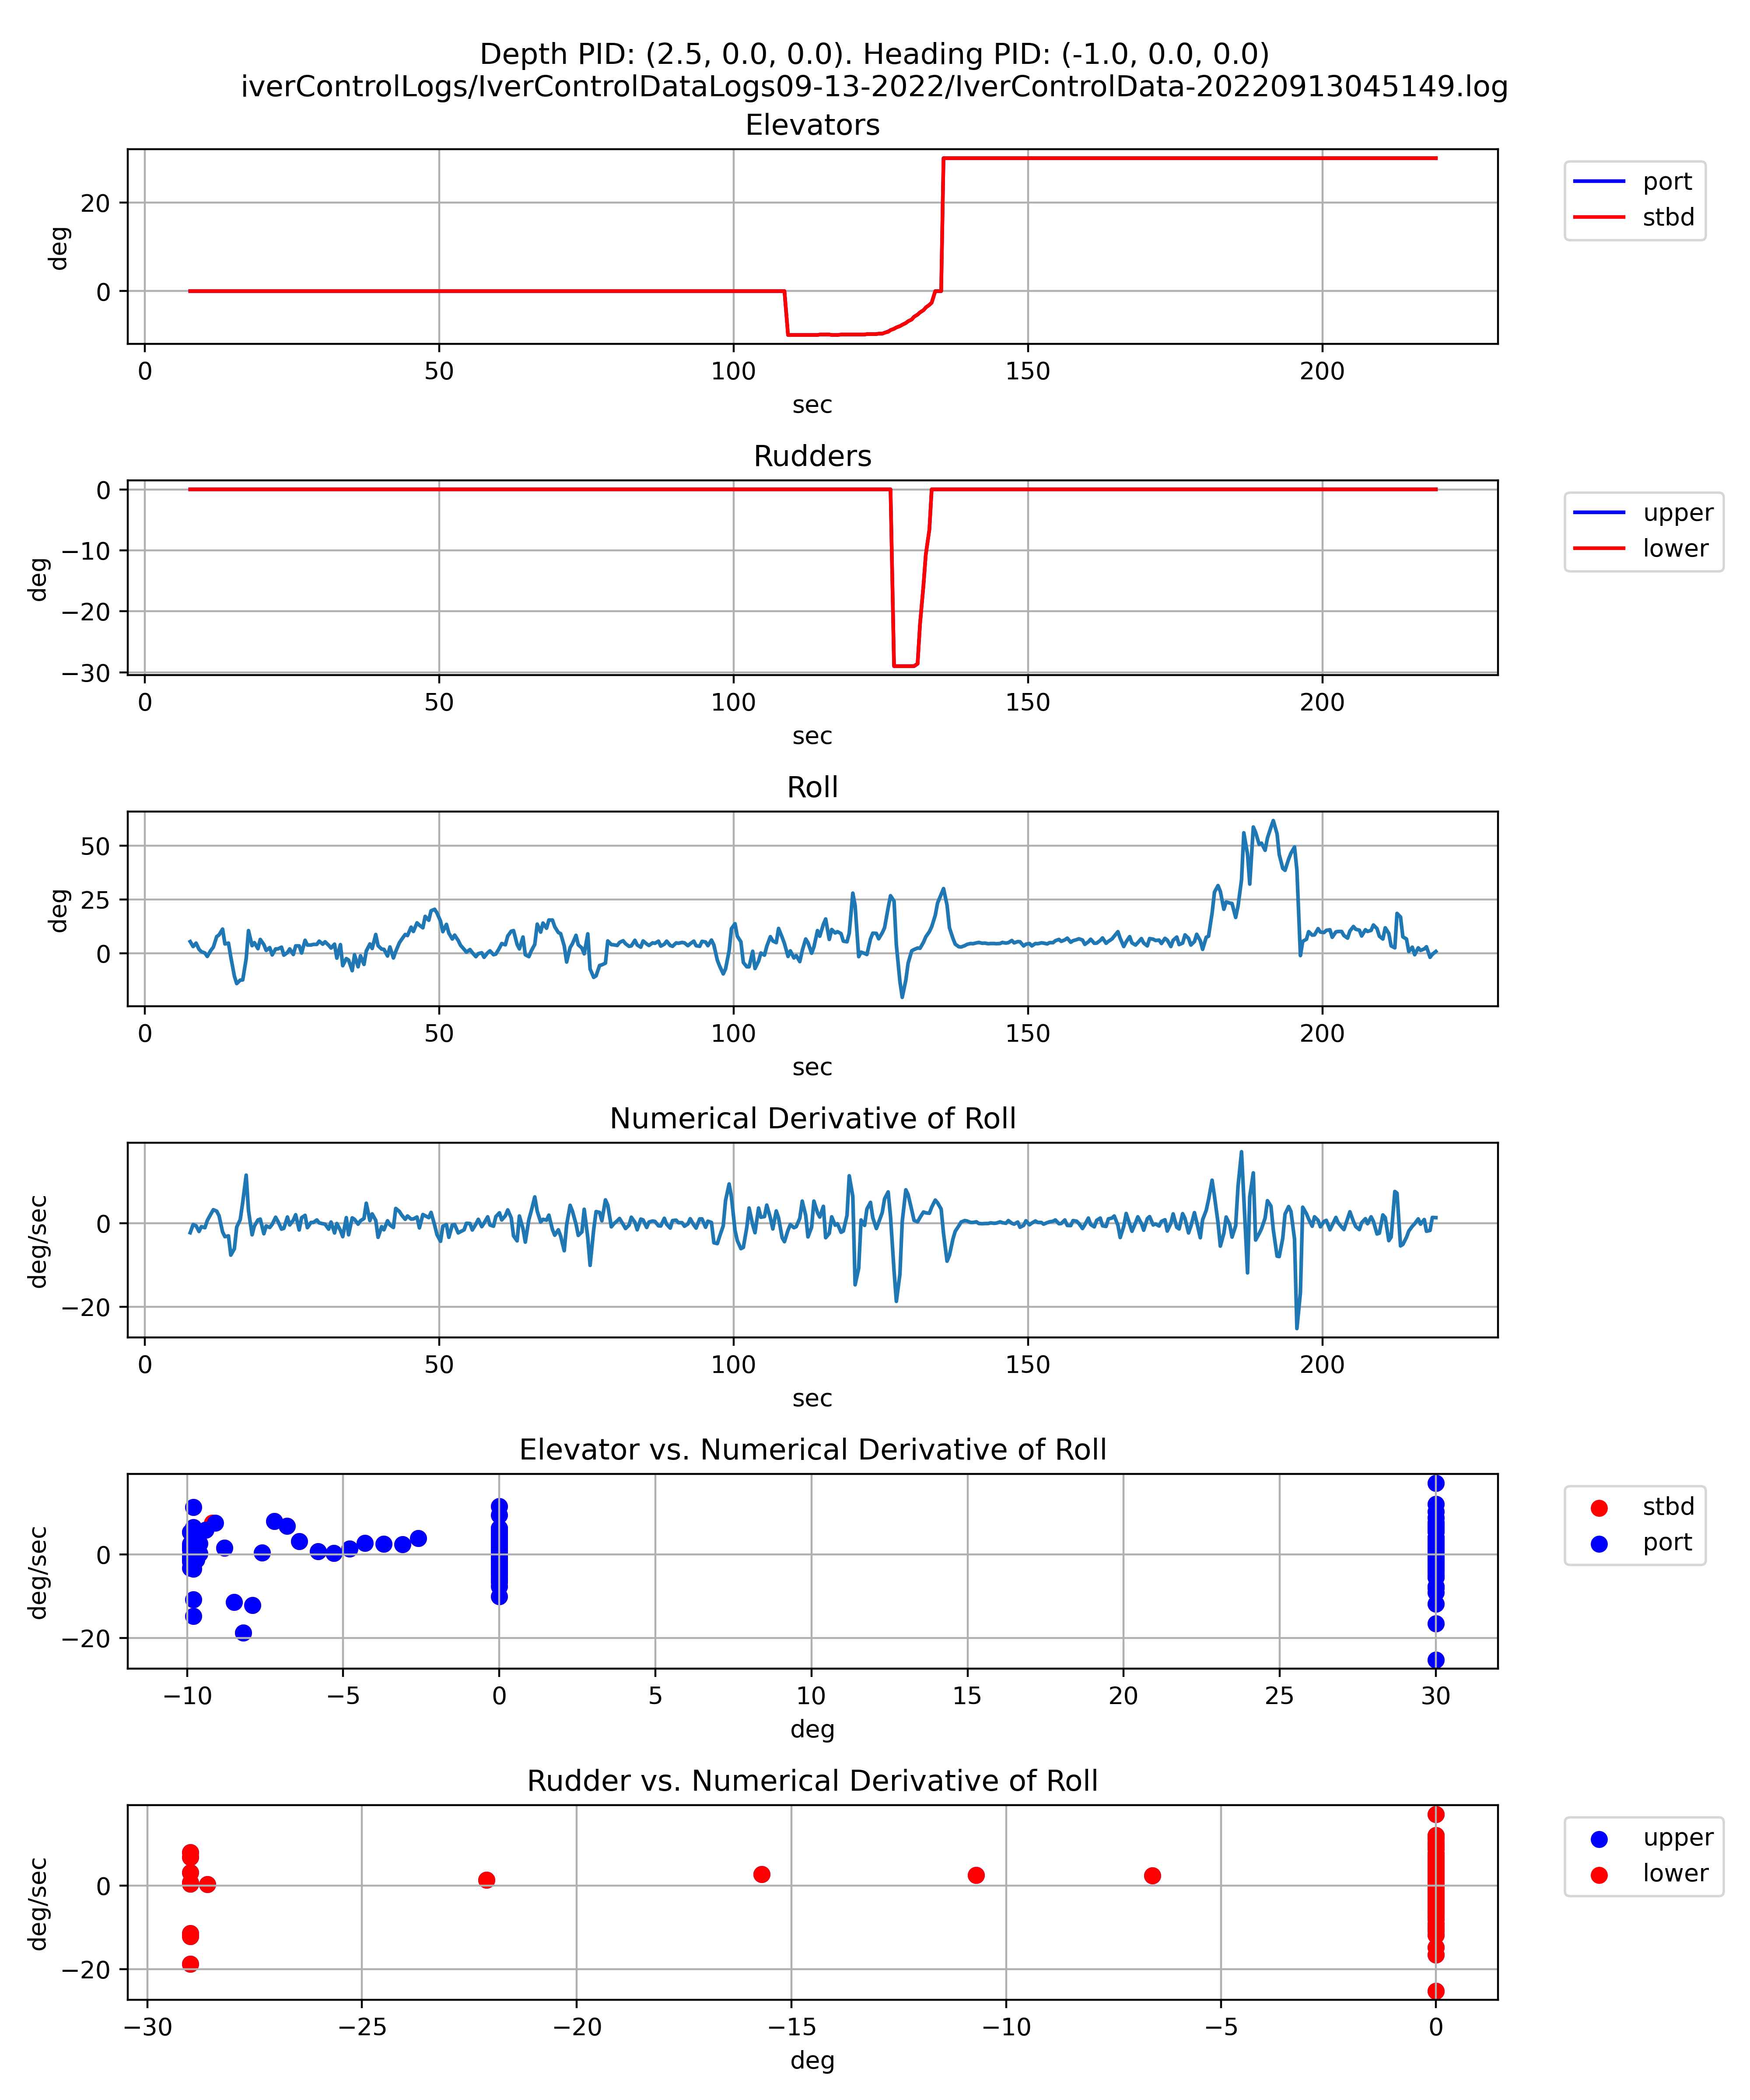 Depth PID: (2.5, 0.0, 0.0). Heading PID: (-1.0, 0.0, 0.0)
iverControlLogs/IverControlDataLogs09-13-2022/IverControlData-20220913045149.log
Elevators
deg
20
0
0 50 100 150 200
sec
port
stbd
Rudders
deg
0
−10
−20
−30
0 50 100 150 200
sec
upper
lower
Roll
deg
50
25
0
0 50 100 150 200
sec
Numerical Derivative of Roll
deg/sec
0
−20
0 50 100 150 200
sec
Elevator vs. Numerical Derivative of Roll
deg/sec
0
−20
−10 −5 0 5 10 15 20 25 30
deg
stbd
port
Rudder vs. Numerical Derivative of Roll
deg/sec
0
−20
−30 −25 −20 −15 −10 −5 0
deg
upper
lower